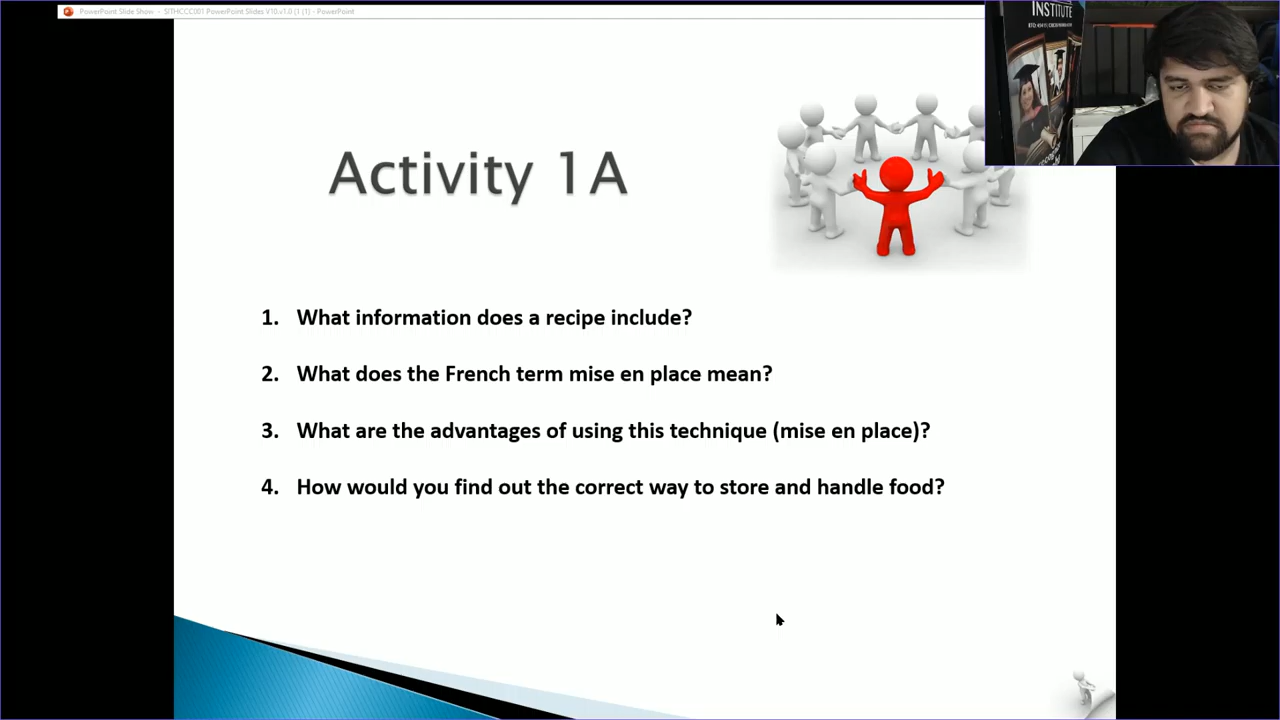 PowerPoint Slide Show - SITHCCC001 PowerPoint Slides V10.v1.0 (1 (1) - PowerPoint
INSTITUTE
Activity 1A
1. What information does a recipe include?
2. What does the French term mise en place mean?
3. What are the advantages of using this technique (mise en place)?
4. How would you find out the correct way to store and handle food?